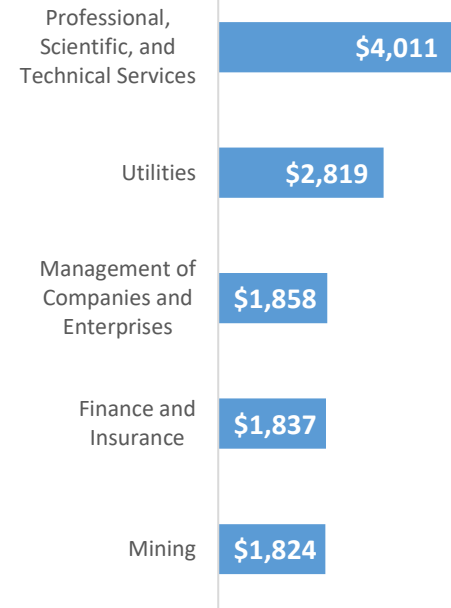 Professional,
Scientific, and
Technical Services
$4,011
Utilities
$2,819
Management of
Companies and
Enterprises
$1,858
Finance and
Insurance
$1,837
Mining
$1,824